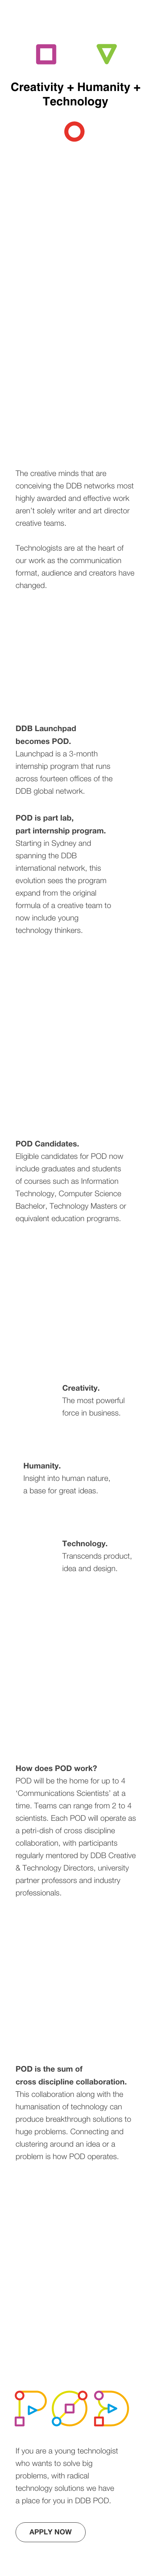 Creativity + Humanity +
Technology
The creative minds that are
conceiving the DDB networks most
highly awarded and effective work
aren't solely writer and art director
creative teams.
Technologists are at the heart of
our work as the communication
format, audience and creators have
changed.
DDB Launchpad
becomes POD.
Launchpad is a 3-month
internship program that runs
across fourteen offices of the
DDB global network.
POD is part lab,
part internship program.
Starting in Sydney and
spanning the DDB
international network, this
evolution sees the program
expand from the original
formula of a creative team to
now include young
technology thinkers.
POD Candidates.
Eligible candidates for POD now
include graduates and students
of courses such as Information
Technology, Computer Science
Bachelor, Technology Masters or
equivalent education programs.
Creativity.
The most powerful
force in business.
Humanity.
Insight into human nature,
a base for great ideas.
Technology.
Transcends product,
idea and design.
How does POD work?
POD will be the home for up to 4
'Communications Scientists' at a
time. Teams can range from 2 to 4
scientists. Each POD will operate as
a petri-dish of cross discipline
collaboration, with participants
regularly mentored by DDB Creative
& Technology Directors, university
partner professors and industry
professionals.
POD is the sum of
cross discipline collaboration.
This collaboration along with the
humanisation of technology can
produce breakthrough solutions to
huge problems. Connecting and
clustering around an idea or a
problem is how POD operates.
POD
If you are a young technologist
who wants to solve big
problems, with radical
technology solutions we have
a place for you in DDB POD.
APPLY NOW